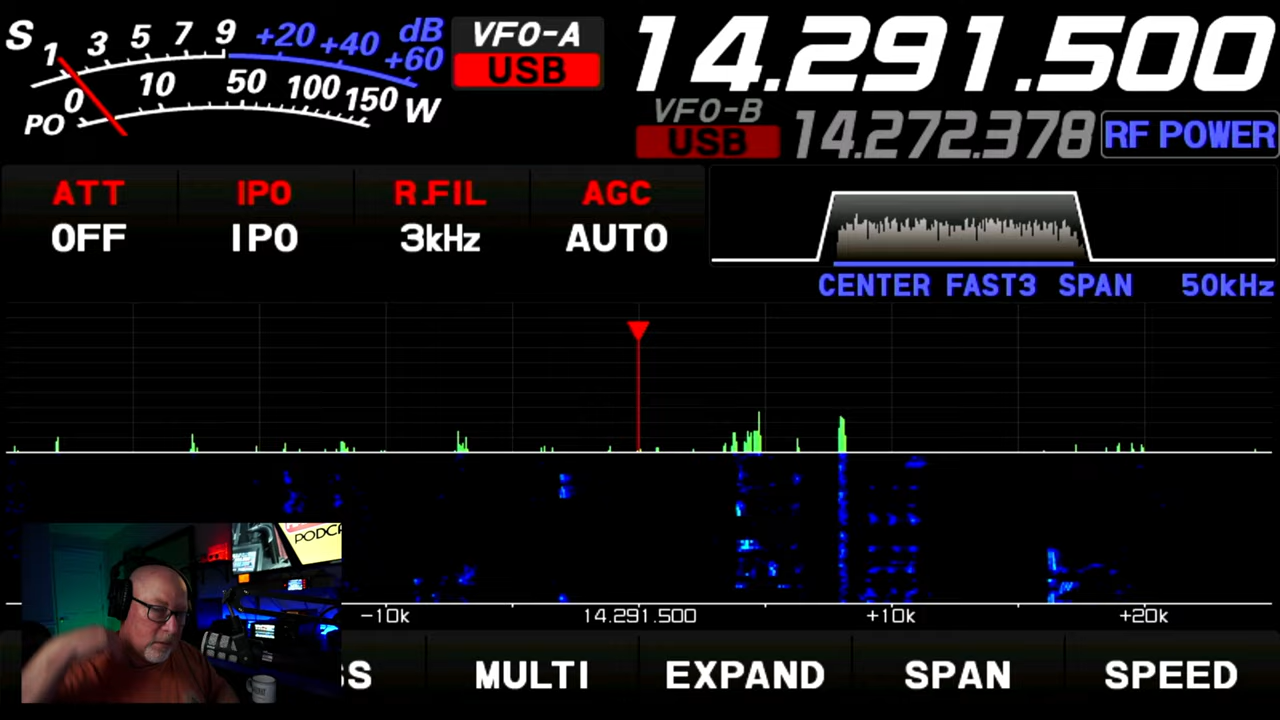 S 1 3 5 7 9 +20 +40 +60 dB
PO 0 10 50 100 150 W
VFO-A
USB
14.291.500
VFO-B
USB
14.272.378
RF POWER
ATT IPO R.FIL AGC
OFF IPO 3kHz AUTO
CENTER FAST3 SPAN 50kHz
-10k 14.291.500 +10k +20k
MULTI EXPAND SPAN SPEED